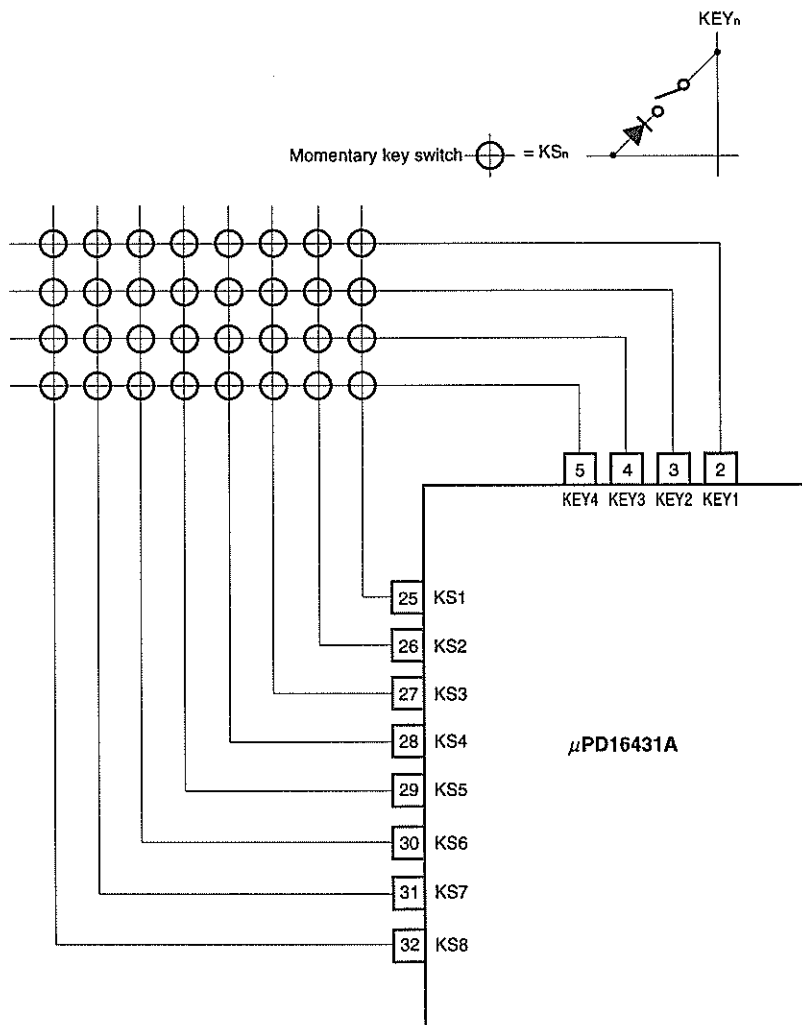 KEYn
Momentary key switch = KSn
5 4 3 2
KEY4 KEY3 KEY2 KEY1
25 KS1
26 KS2
27 KS3
28 KS4
μPD16431A
29 KS5
30 KS6
31 KS7
32 KS8